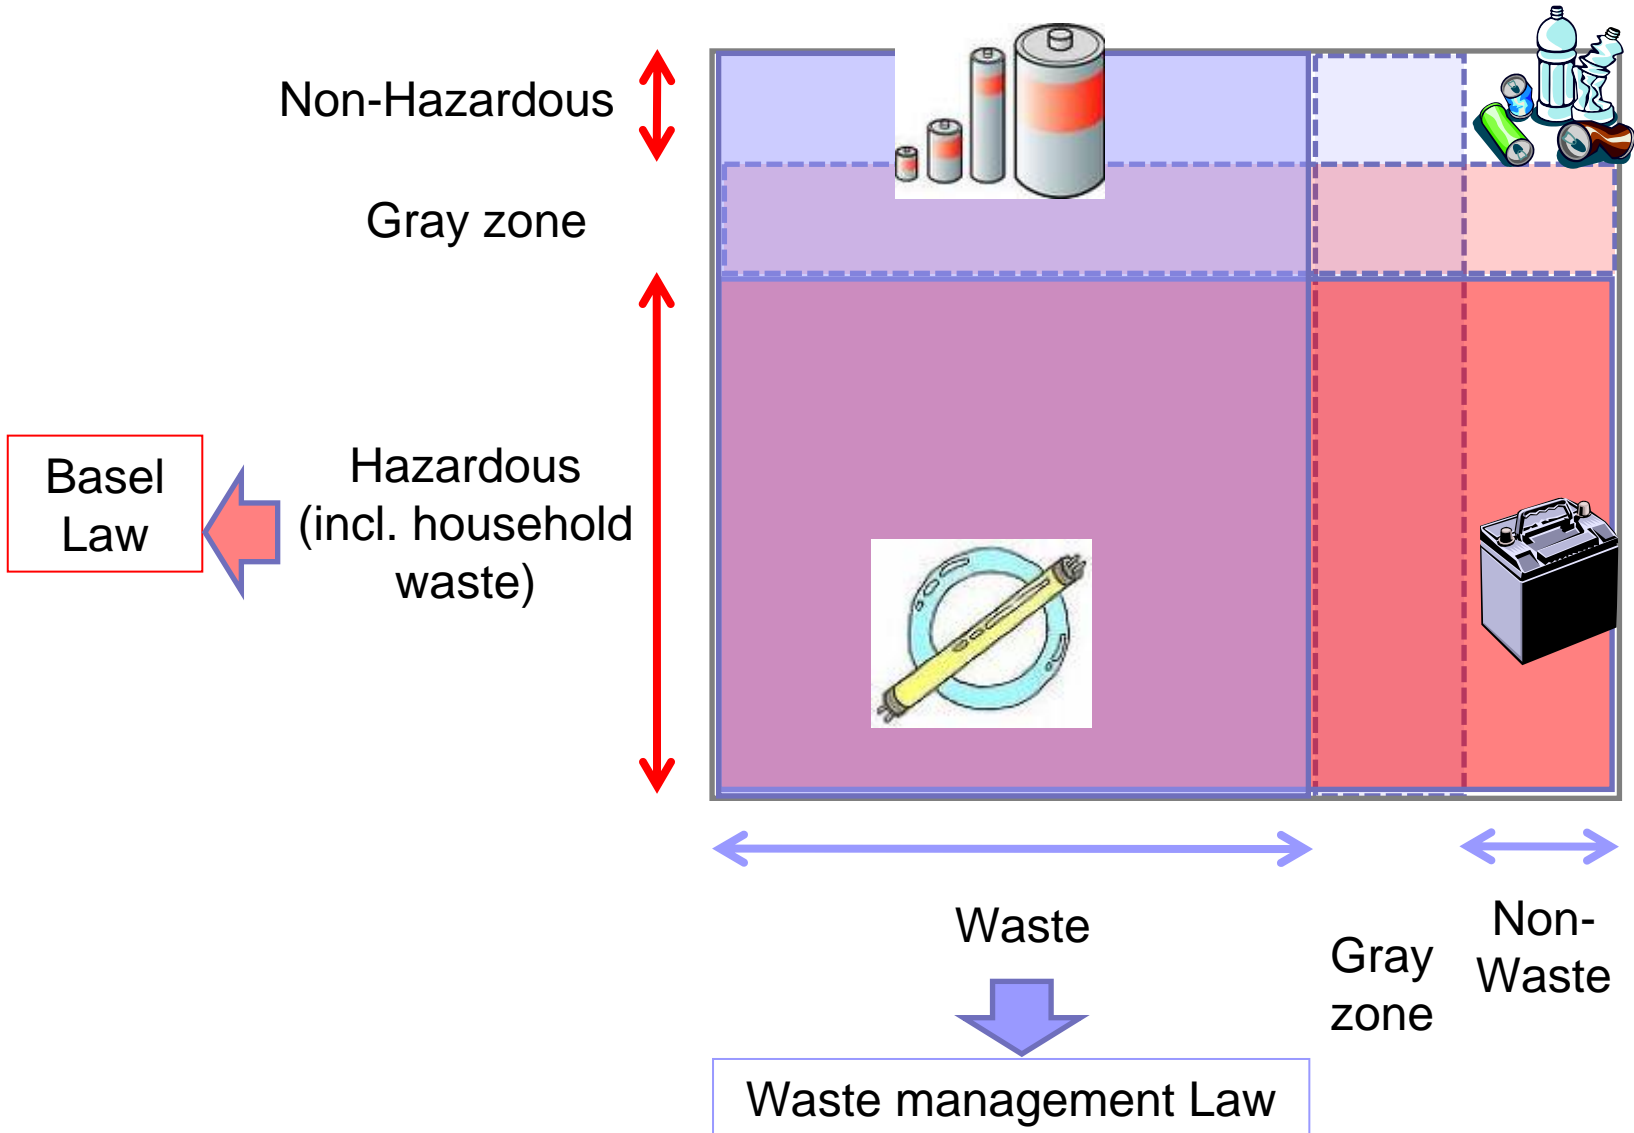 Non-Hazardous
Gray zone
Hazardous
(incl. household
waste)
Basel
Law
Waste
Gray
zone
Non-
Waste
Waste management Law